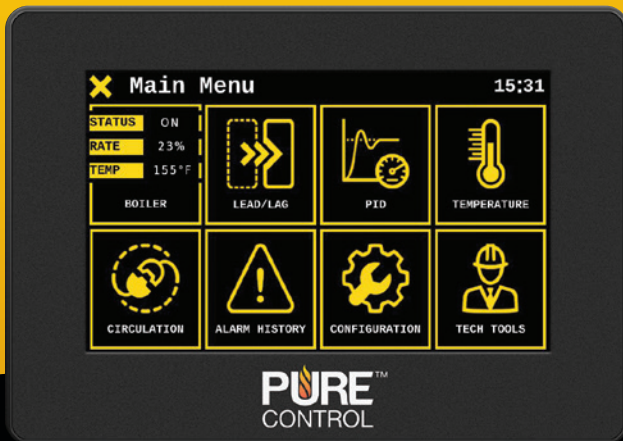 Main Menu 15:31
STATUS ON
RATE 23%
TEMP 155°F
BOILER
LEAD/LAG
PID
TEMPERATURE
CIRCULATION
ALARM HISTORY
CONFIGURATION
TECH TOOLS
PURE™
CONTROL